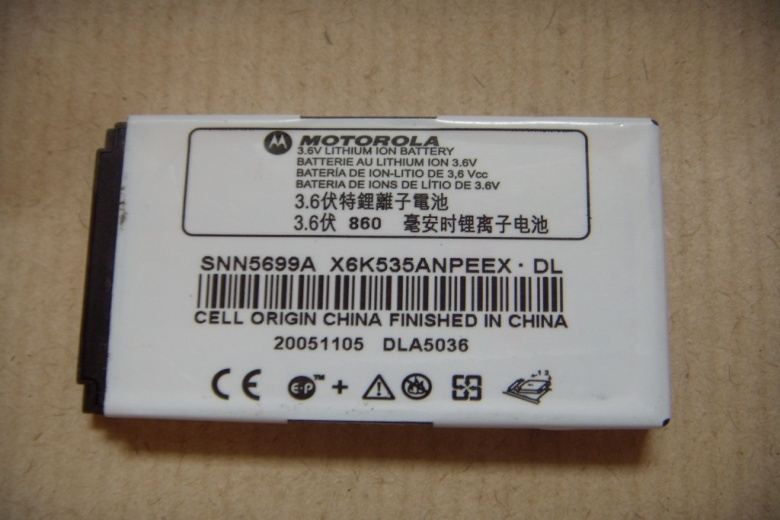 MOTOROLA
3.6V LITHIUM ION BATTERY
BATTERIE AU LITHIUM ION 3.6V
BATERÍA DE ION-LITIO DE 3,6 Vcc
BATERIA DE IONS DE LÍTIO DE 3.6V
3.6伏特鋰離子電池
3.6伏 860 毫安时锂离子电池
SNN5699A X6K535ANPEEX · DL
CELL ORIGIN CHINA FINISHED IN CHINA
20051105 DLA5036
CE E·P™ +